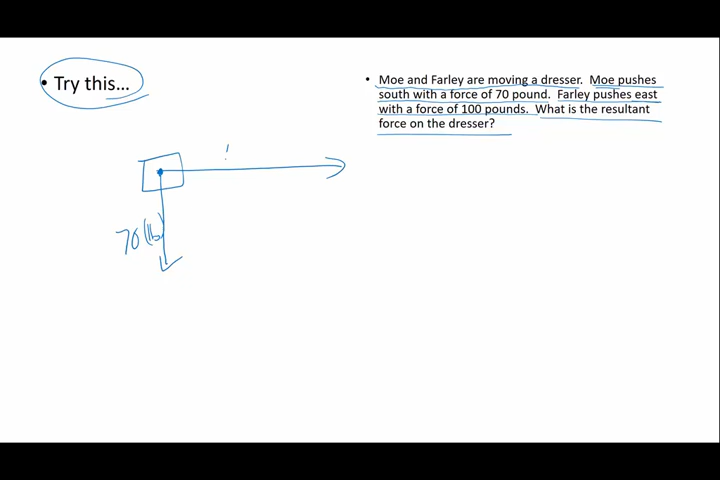 • Try this...
• Moe and Farley are moving a dresser. Moe pushes
south with a force of 70 pound. Farley pushes east
with a force of 100 pounds. What is the resultant
force on the dresser?
70 (lb)